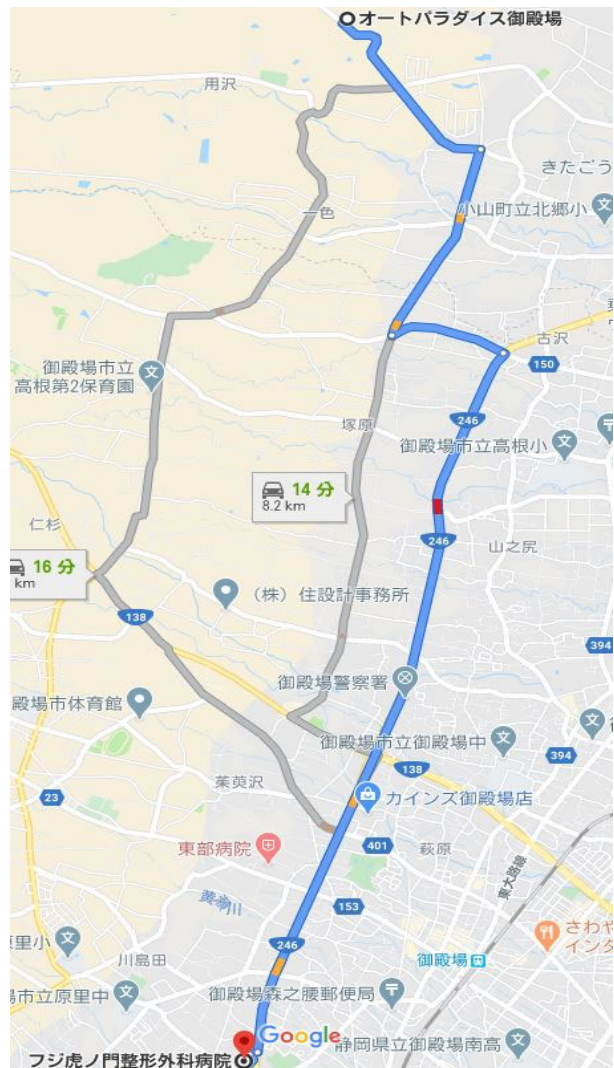 オートパラダイス御殿場
用沢
きたごう
小山町立北郷小
一色
古沢
150
御殿場市立
高根第2保育園
246
塚原
御殿場市立高根小
14 分
8.2 km
仁杉
246
山之尻
16 分
km
(株)住設計事務所
138
394
御殿場警察署
殿場市体育館
御殿場市立御殿場中
394
138
23
茱萸沢
カインズ御殿場店
東部病院
401
萩原
東大路線
153
さわや
インタ
原里小
川島田
246
御殿場
場市立原里中
御殿場森之腰郵便局
Google
静岡県立御殿場南高
フジ虎ノ門整形外科病院